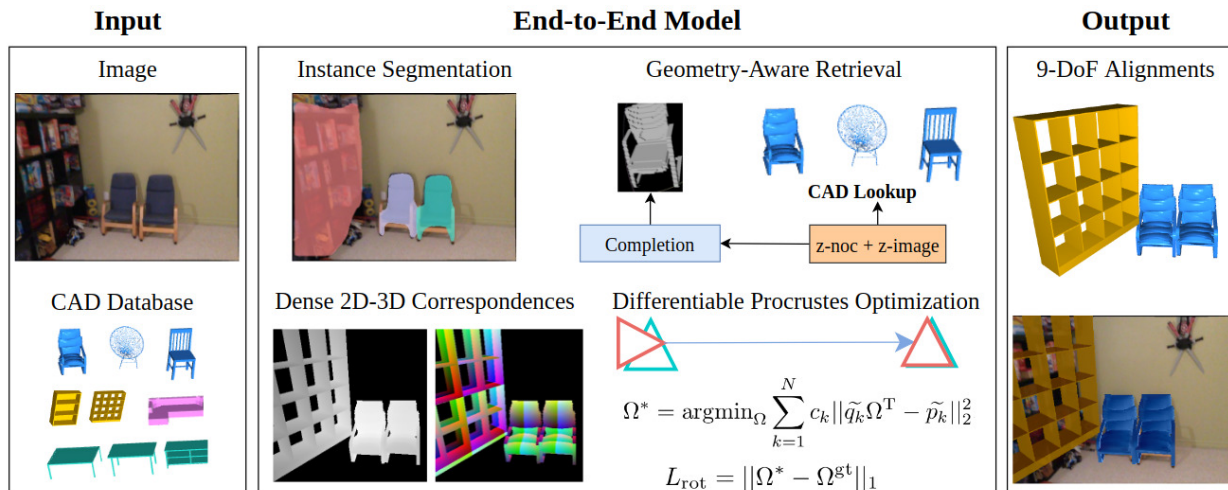 Input
End-to-End Model
Output
Image
Instance Segmentation
Geometry-Aware Retrieval
9-DoF Alignments
CAD Lookup
Completion
z-noc + z-image
CAD Database
Dense 2D-3D Correspondences
Differentiable Procrustes Optimization
Ω* = argmin_Ω ∑_{k=1}^{N} c_k||q̃_kΩ^T − p̃_k||_2^2
L_rot = ||Ω* − Ω^gt||_1